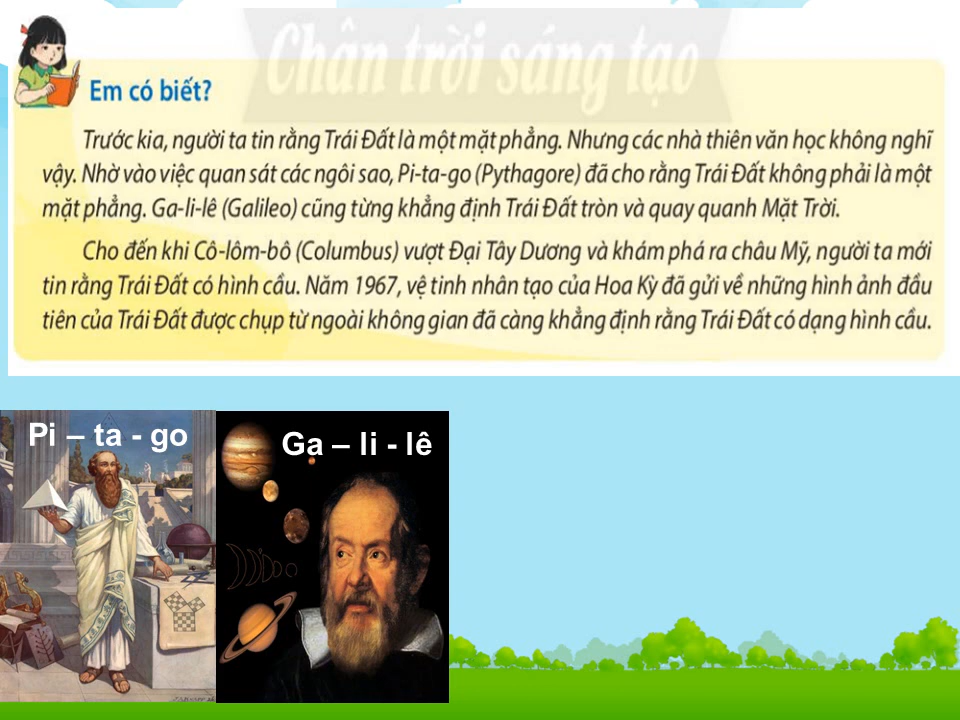 Chân trời sáng tạo
Em có biết?
Trước kia, người ta tin rằng Trái Đất là một mặt phẳng. Nhưng các nhà thiên văn học không nghĩ
vậy. Nhờ vào việc quan sát các ngôi sao, Pi-ta-go (Pythagore) đã cho rằng Trái Đất không phải là một
mặt phẳng. Ga-li-lê (Galileo) cũng từng khẳng định Trái Đất tròn và quay quanh Mặt Trời.
Cho đến khi Cô-lôm-bô (Columbus) vượt Đại Tây Dương và khám phá ra châu Mỹ, người ta mới
tin rằng Trái Đất có hình cầu. Năm 1967, vệ tinh nhân tạo của Hoa Kỳ đã gửi về những hình ảnh đầu
tiên của Trái Đất được chụp từ ngoài không gian đã càng khẳng định rằng Trái Đất có dạng hình cầu.
Pi – ta - go
Ga – li - lê